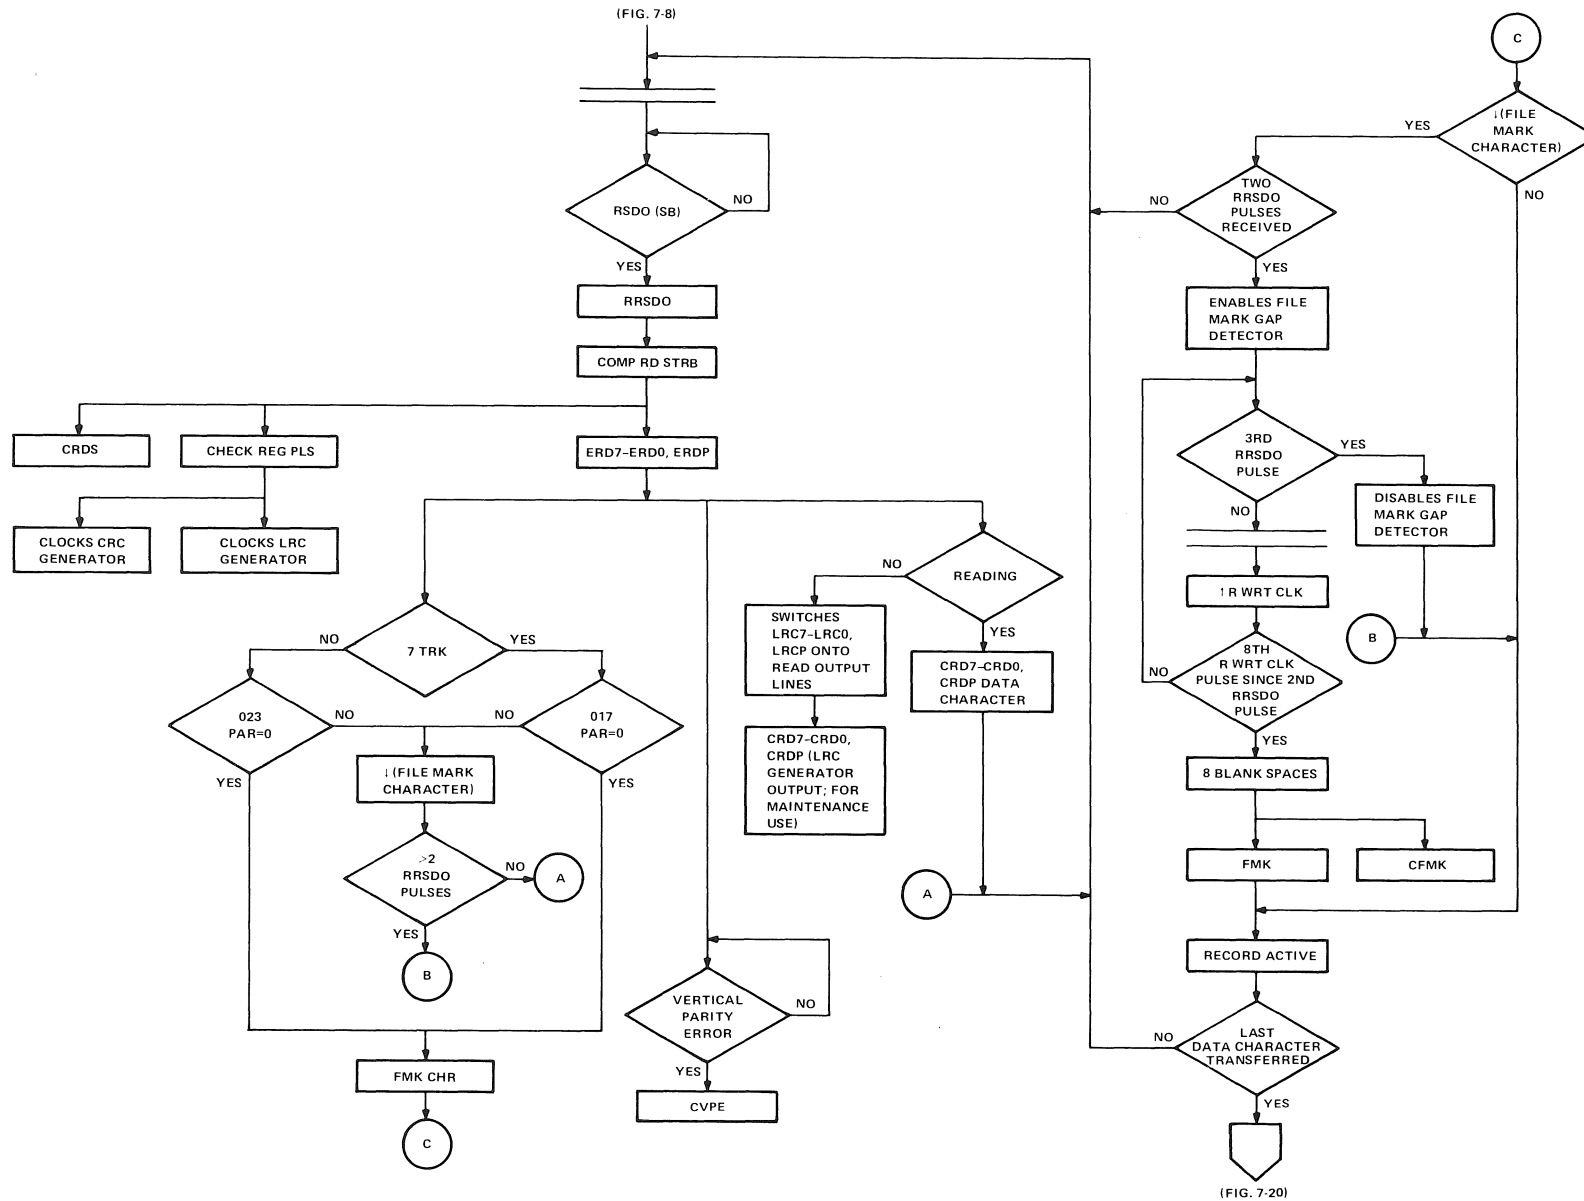 (FIG. 7-8)
RSDO (SB)
NO
YES
RRSDO
COMP RD STRB
CRDS
CHECK REG PLS
ERD7–ERD0, ERDP
CLOCKS CRC
GENERATOR
CLOCKS LRC
GENERATOR
7 TRK
NO
YES
023
PAR=0
NO
YES
017
PAR=0
NO
YES
↓(FILE MARK
CHARACTER)
>2
RRSDO
PULSES
NO
A
YES
B
FMK CHR
C
VERTICAL
PARITY
ERROR
NO
YES
CVPE
READING
NO
YES
SWITCHES
LRC7–LRC0,
LRCP ONTO
READ OUTPUT
LINES
CRD7–CRD0,
CRDP (LRC
GENERATOR
OUTPUT; FOR
MAINTENANCE
USE)
CRD7–CRD0,
CRDP DATA
CHARACTER
A
C
↓(FILE
MARK
CHARACTER)
YES
NO
TWO
RRSDO
PULSES
RECEIVED
NO
YES
ENABLES FILE
MARK GAP
DETECTOR
3RD
RRSDO
PULSE
YES
NO
DISABLES FILE
MARK GAP
DETECTOR
↑R WRT CLK
B
8TH
R WRT CLK
PULSE SINCE 2ND
RRSDO
PULSE
NO
YES
8 BLANK SPACES
FMK
CFMK
RECORD ACTIVE
LAST
DATA CHARACTER
TRANSFERRED
NO
YES
(FIG. 7-20)